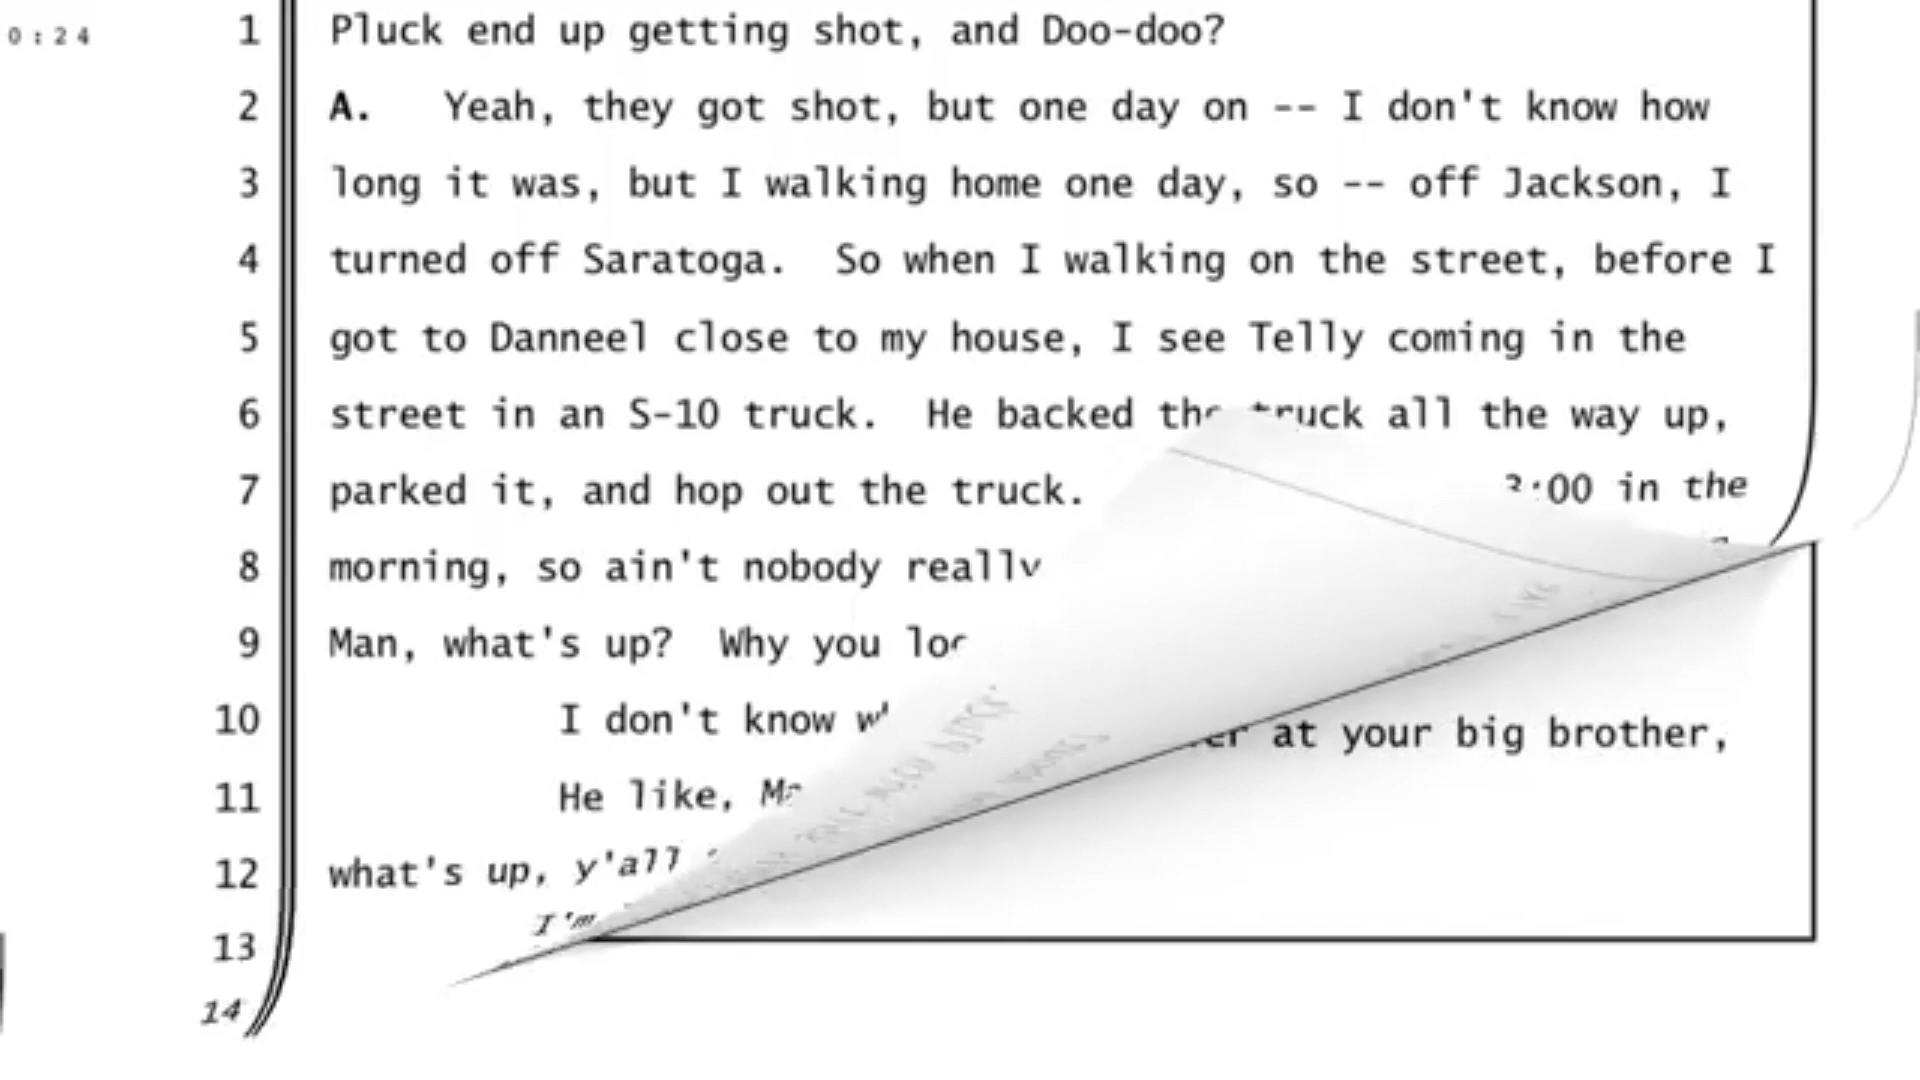 0:24
1 Pluck end up getting shot, and Doo-doo?
2 A. Yeah, they got shot, but one day on -- I don't know how
3 long it was, but I walking home one day, so -- off Jackson, I
4 turned off Saratoga. So when I walking on the street, before I
5 got to Danneel close to my house, I see Telly coming in the
6 street in an S-10 truck. He backed the truck all the way up,
7 parked it, and hop out the truck. 3:00 in the
8 morning, so ain't nobody really
9 Man, what's up? Why you
10 I don't know at your big brother,
11 He like,
12 what's up, y'all
13 I'm
14